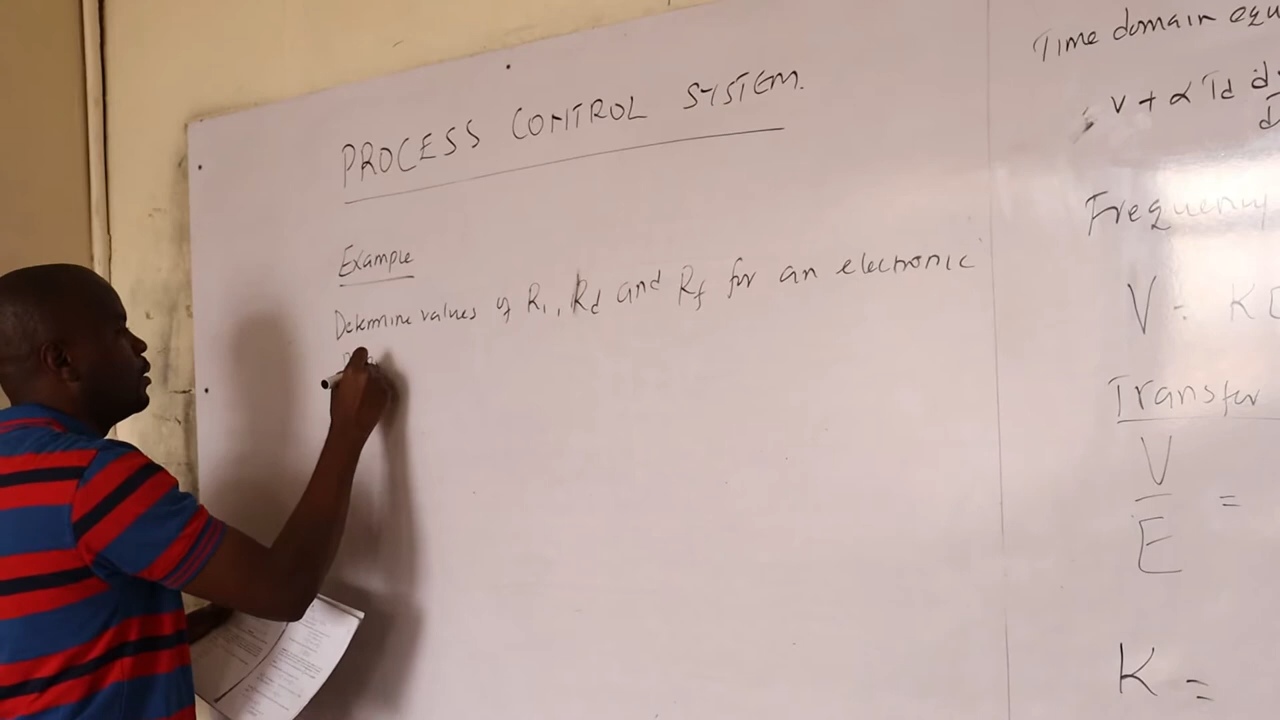 PROCESS CONTROL SYSTEM.
Example
Determine values of R1, Rd and Rf for an electronic
Time domain equ
v + α Td d
Frequency
V = K[
Transfer
V
=
E
K =